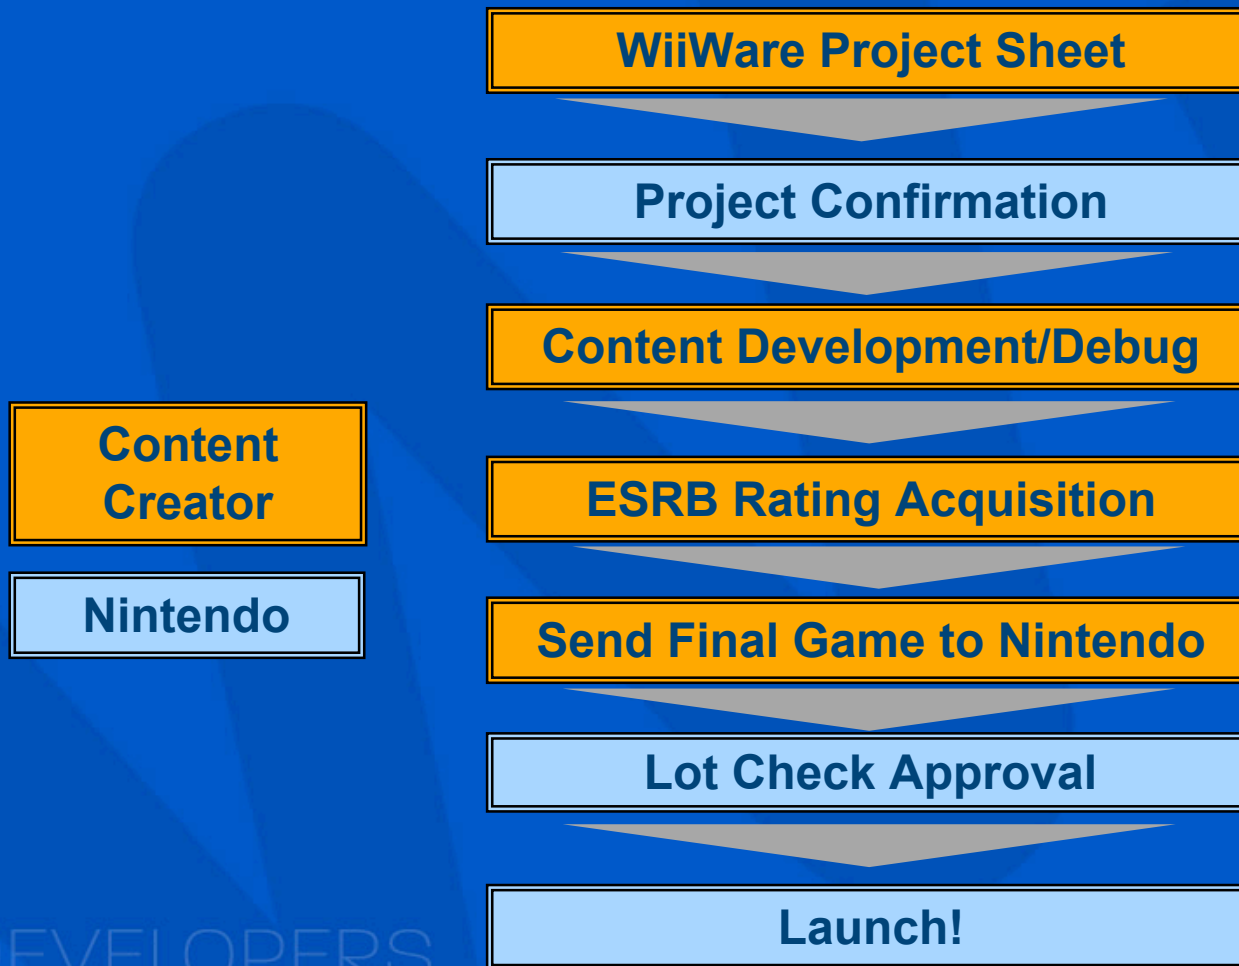 WiiWare Project Sheet
Project Confirmation
Content Development/Debug
Content
Creator
ESRB Rating Acquisition
Nintendo
Send Final Game to Nintendo
Lot Check Approval
Launch!
EVELOPERS